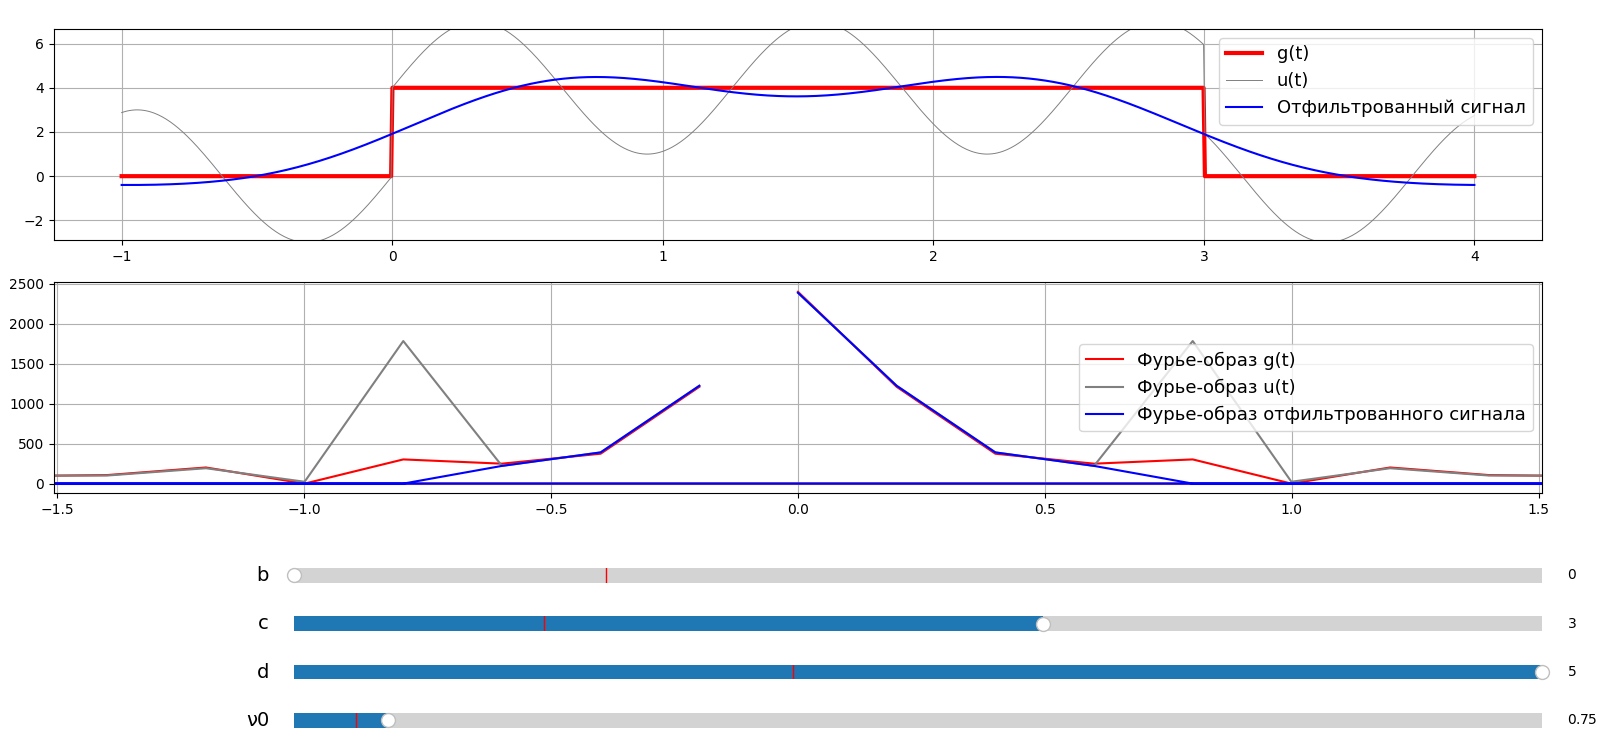 6
4
2
0
−2
g(t)
u(t)
Отфильтрованный сигнал
−1
0
1
2
3
4
2500
2000
1500
1000
500
0
Фурье-образ g(t)
Фурье-образ u(t)
Фурье-образ отфильтрованного сигнала
−1.5
−1.0
−0.5
0.0
0.5
1.0
1.5
b
0
c
3
d
5
ν0
0.75